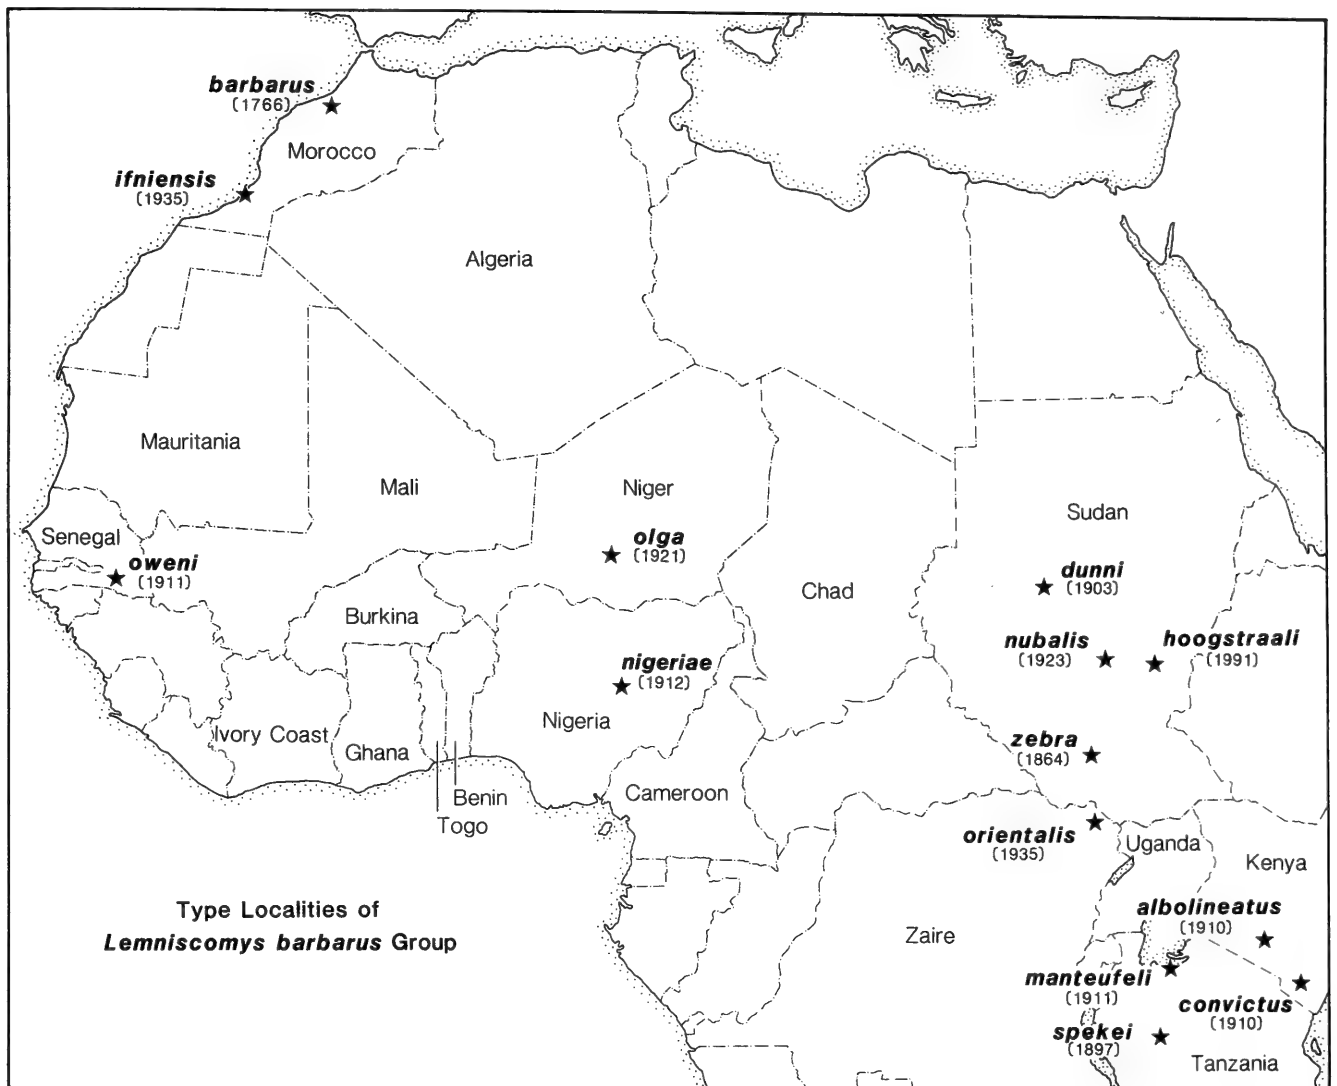 barbarus
(1766)
Morocco
ifniensis
(1935)
Algeria
Mauritania
Mali
Niger
Sudan
Senegal
olga
(1921)
oweni
(1911)
dunni
(1903)
Chad
Burkina
nubalis
(1923)
hoogstraali
(1991)
nigeriae
(1912)
Nigeria
Ivory Coast
Ghana
zebra
(1864)
Benin
Togo
Cameroon
orientalis
(1935)
Uganda
Kenya
Type Localities of
Lemniscomys barbarus Group
albolineatus
(1910)
Zaire
manteufeli
(1911)
convictus
(1910)
spekei
(1897)
Tanzania